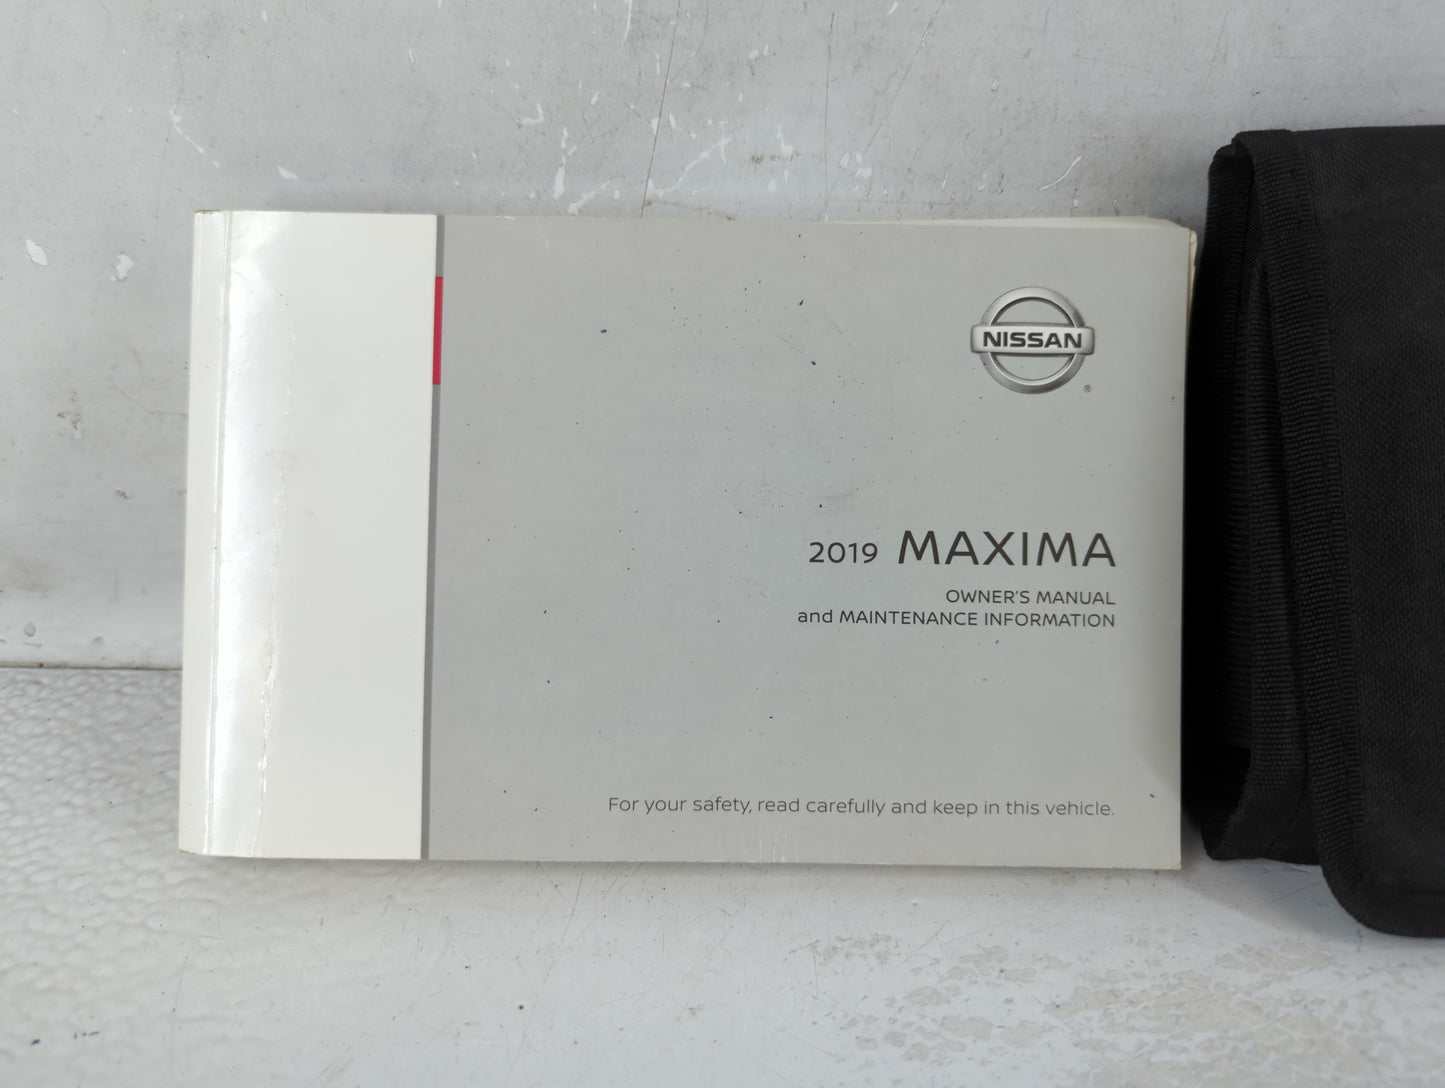 NISSAN
®
2019 MAXIMA
OWNER'S MANUAL
and MAINTENANCE INFORMATION
For your safety, read carefully and keep in this vehicle.